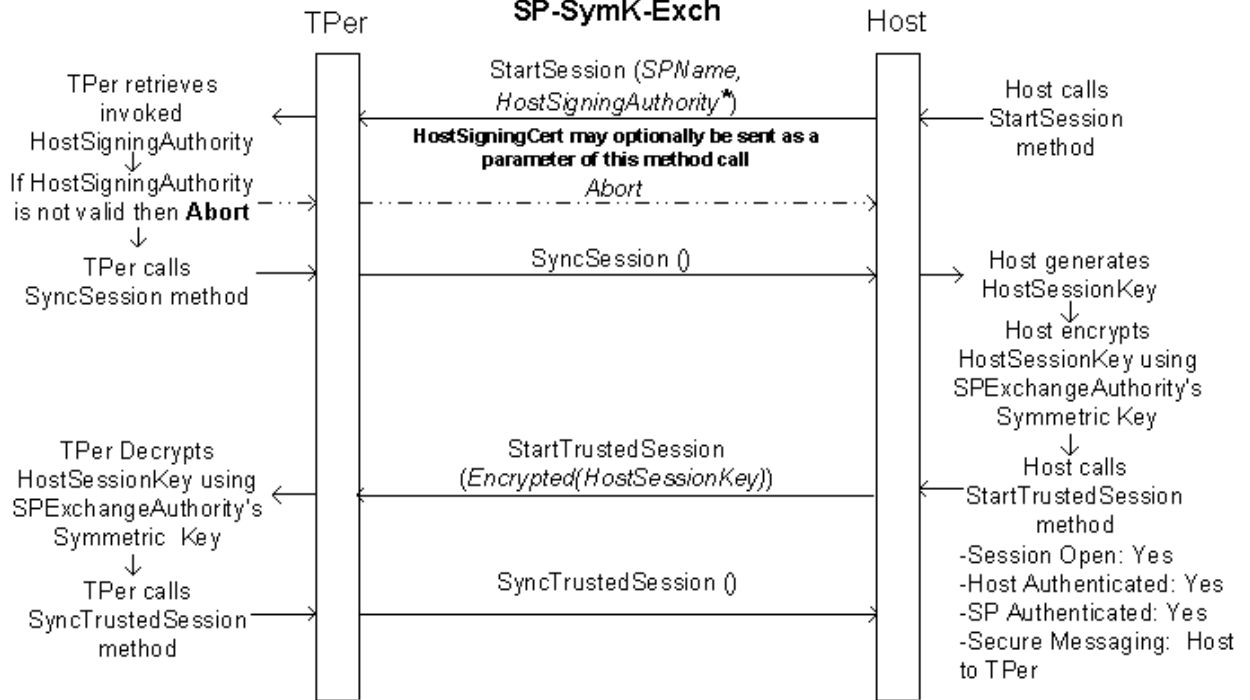 SP-SymK-Exch
TPer
Host
TPer retrieves
invoked
HostSigningAuthority
If HostSigningAuthority
is not valid then Abort
TPer calls
SyncSession method
TPer Decrypts
HostSessionKey using
SPExchangeAuthority's
Symmetric Key
TPer calls
SyncTrustedSession
method
StartSession (SPName,
HostSigningAuthority*)
HostSigningCert may optionally be sent as a
parameter of this method call
Abort
SyncSession ()
StartTrustedSession
(Encrypted(HostSessionKey))
SyncTrustedSession ()
Host calls
StartSession
method
Host generates
HostSessionKey
Host encrypts
HostSessionKey using
SPExchangeAuthority's
Symmetric Key
Host calls
StartTrustedSession
method
-Session Open: Yes
-Host Authenticated: Yes
-SP Authenticated: Yes
-Secure Messaging: Host
to TPer